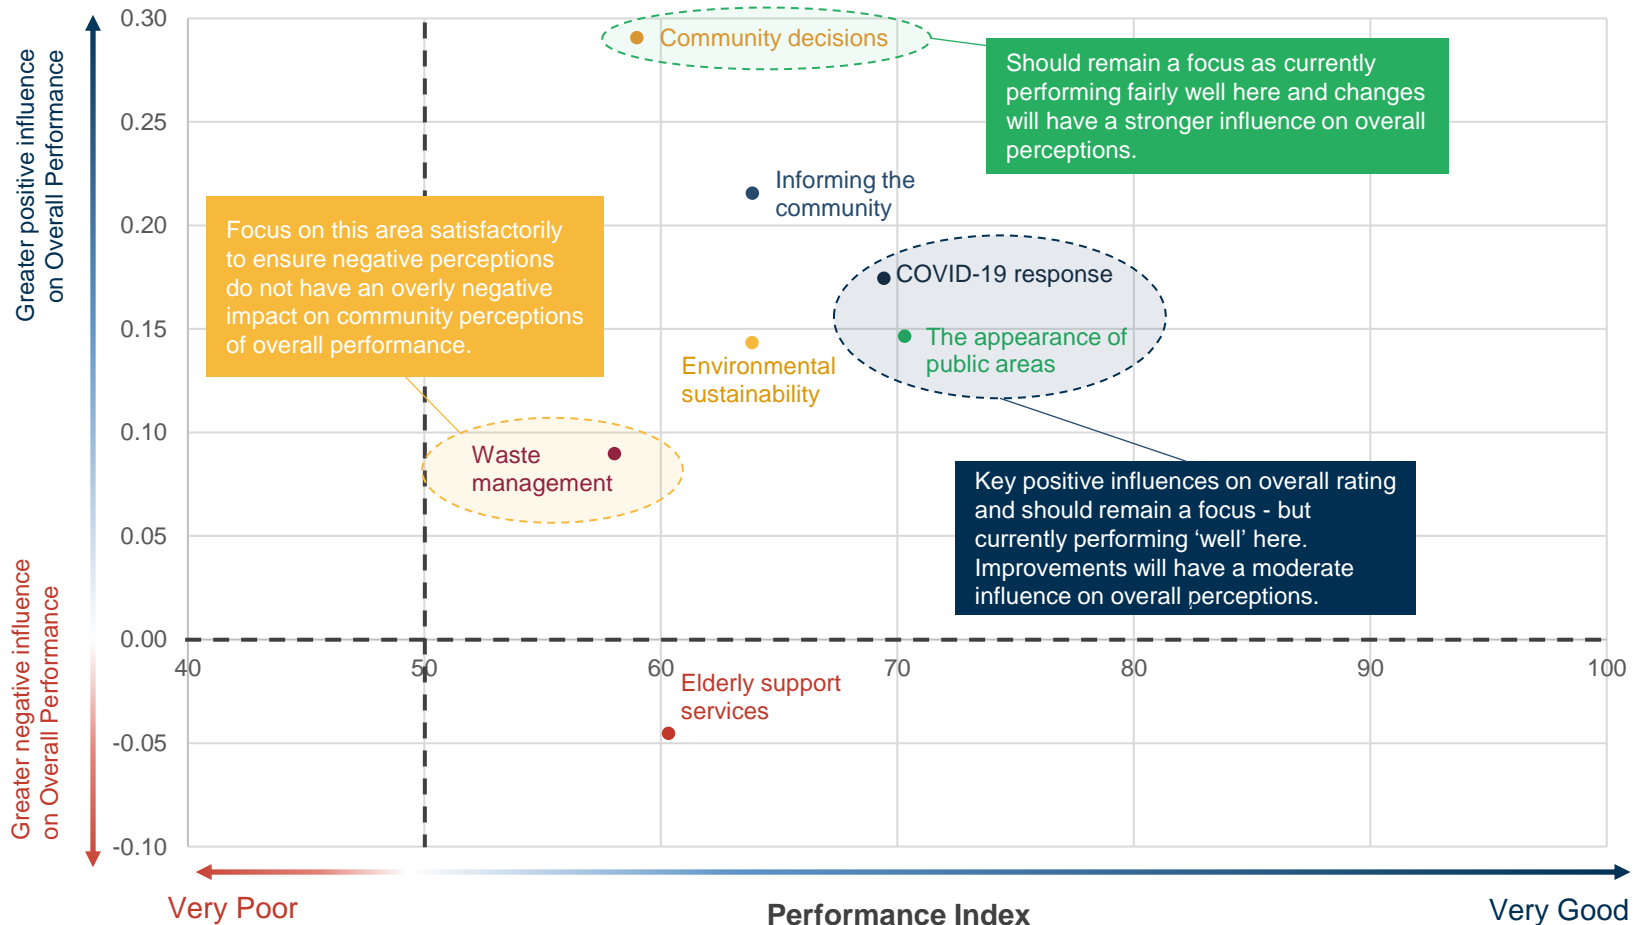 Greater positive influence
on Overall Performance
Greater negative influence
on Overall Performance
0.30
0.25
0.20
0.15
0.10
0.05
0.00
-0.05
-0.10
Community decisions
Should remain a focus as currently
performing fairly well here and changes
will have a stronger influence on overall
perceptions.
Informing the
community
Focus on this area satisfactorily
to ensure negative perceptions
do not have an overly negative
impact on community perceptions
of overall performance.
COVID-19 response
The appearance of
public areas
Environmental
sustainability
Waste
management
Key positive influences on overall rating
and should remain a focus - but
currently performing ‘well’ here.
Improvements will have a moderate
influence on overall perceptions.
40
50
60
70
80
90
100
Elderly support
services
Very Poor
Performance Index
Very Good